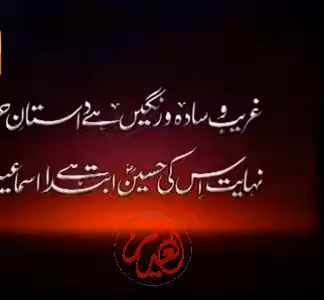 غریب و سادہ و رنگیں ہے داستانِ
نہایت اس کی حسینؓ ابتدا ہے